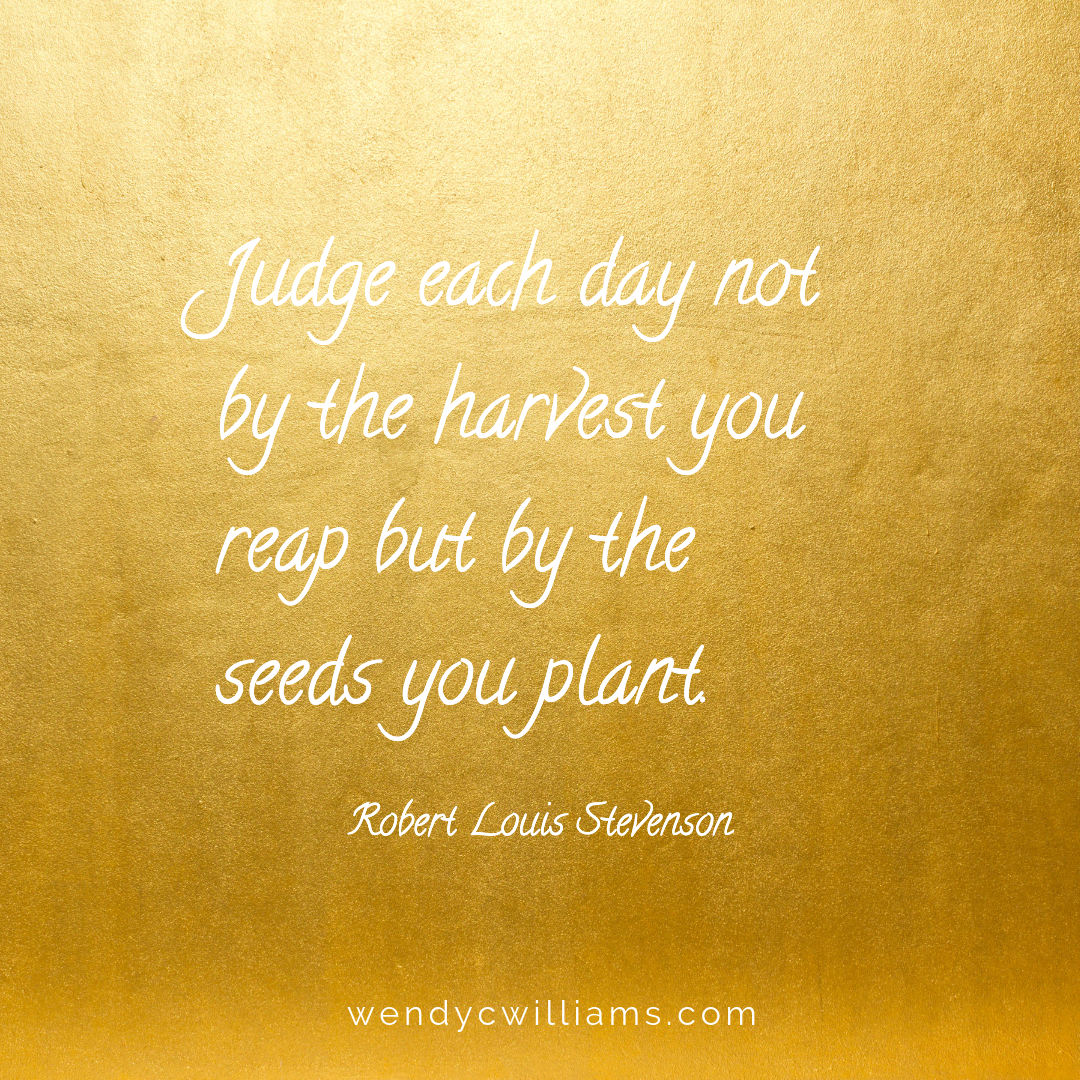 Judge each day not
by the harvest you
reap but by the
seeds you plant.
Robert Louis Stevenson
wendycwilliams.com